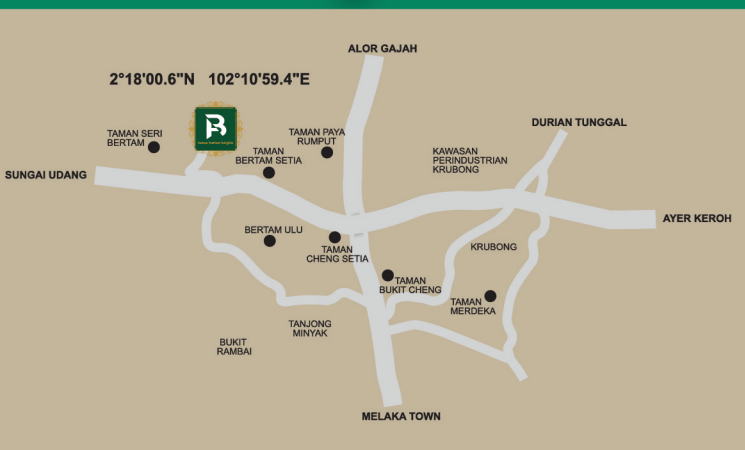 ALOR GAJAH
2°18'00.6"N 102°10'59.4"E
DURIAN TUNGGAL
TAMAN SERI
BERTAM
TAMAN PAYA
RUMPUT
TAMAN
BERTAM SETIA
KAWASAN
PERINDUSTRIAN
KRUBONG
SUNGAI UDANG
AYER KEROH
BERTAM ULU
TAMAN
CHENG SETIA
KRUBONG
TAMAN
BUKIT CHENG
TAMAN
MERDEKA
TANJONG
MINYAK
BUKIT
RAMBAI
MELAKA TOWN